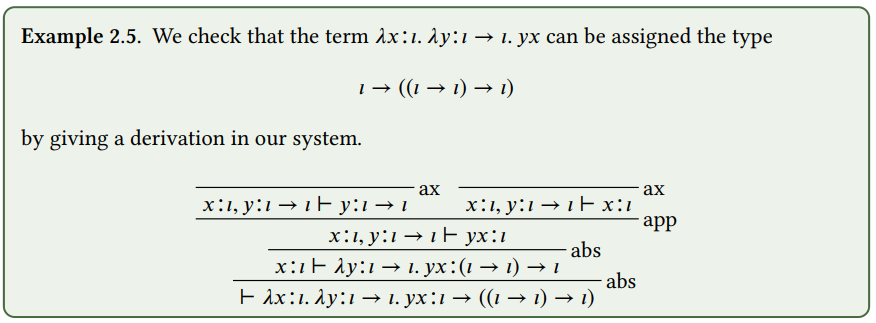 Example 2.5. We check that the term λx:ι. λy:ι → ι. yx can be assigned the type
ι → ((ι → ι) → ι)
by giving a derivation in our system.
ax ax
x:ι, y:ι → ι ⊢ y:ι → ι x:ι, y:ι → ι ⊢ x:ι
app
x:ι, y:ι → ι ⊢ yx:ι
abs
x:ι ⊢ λy:ι → ι. yx:(ι → ι) → ι
abs
⊢ λx:ι. λy:ι → ι. yx:ι → ((ι → ι) → ι)